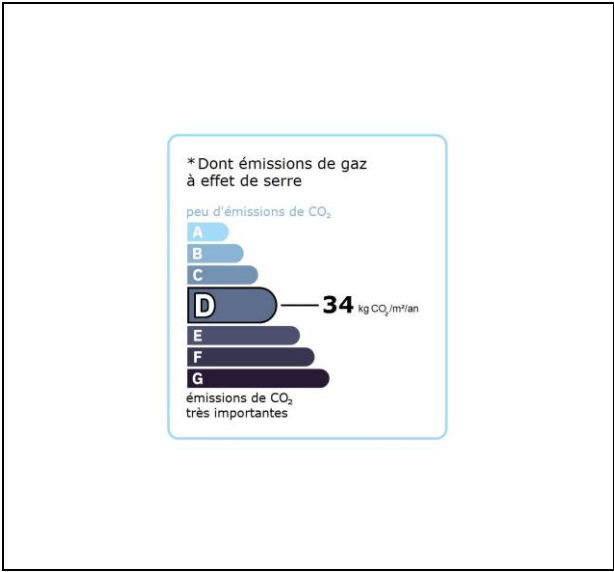 *Dont émissions de gaz
à effet de serre
peu d'émissions de CO₂
A
B
C
D 34 kg CO₂/m²/an
E
F
G
émissions de CO₂
très importantes